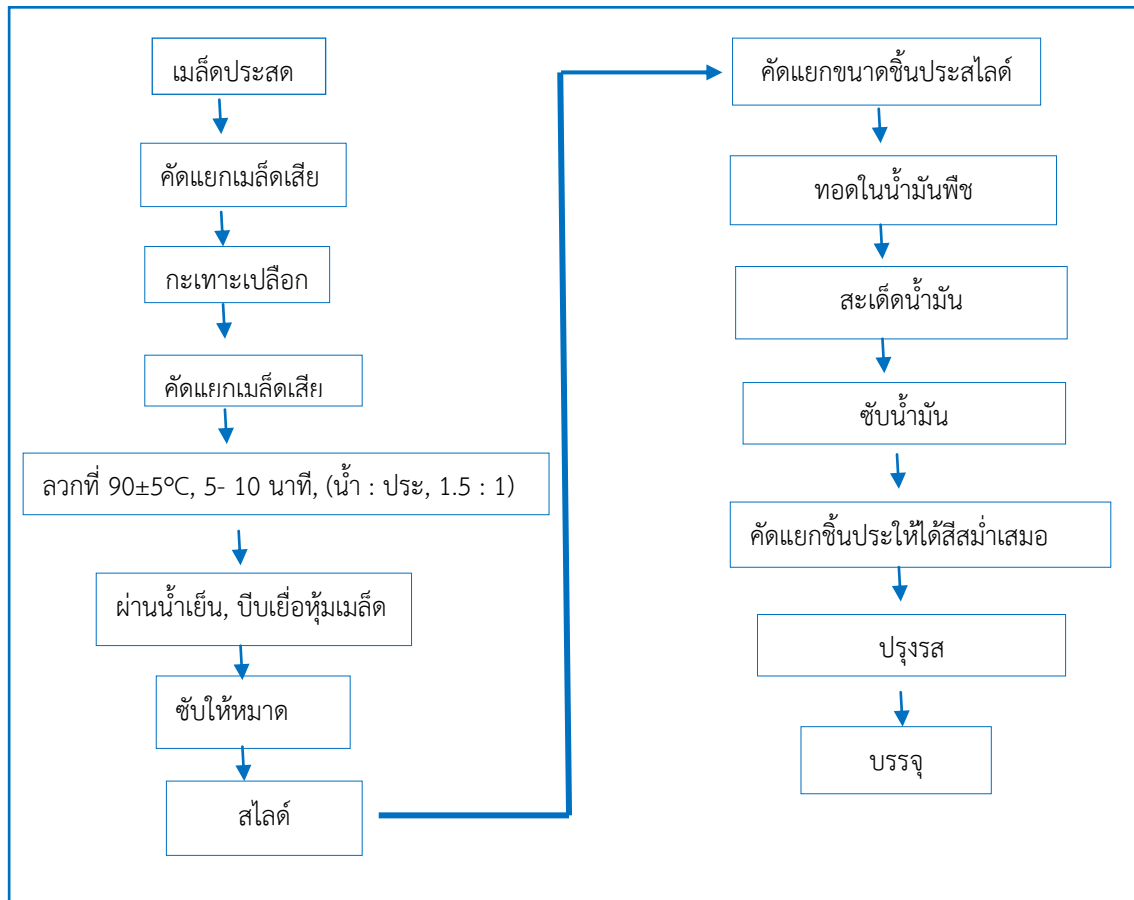 เมล็ดประสด
คัดแยกเมล็ดเสีย
กะเทาะเปลือก
คัดแยกเมล็ดเสีย
ลวกที่ 90±5°C, 5- 10 นาที, (น้ำ : ประ, 1.5 : 1)
ผ่านน้ำเย็น, บีบเยื่อหุ้มเมล็ด
ซับให้หมาด
สไลด์
คัดแยกขนาดชิ้นประสไลด์
ทอดในน้ำมันพืช
สะเด็ดน้ำมัน
ซับน้ำมัน
คัดแยกชิ้นประให้ได้สีสม่ำเสมอ
ปรุงรส
บรรจุ